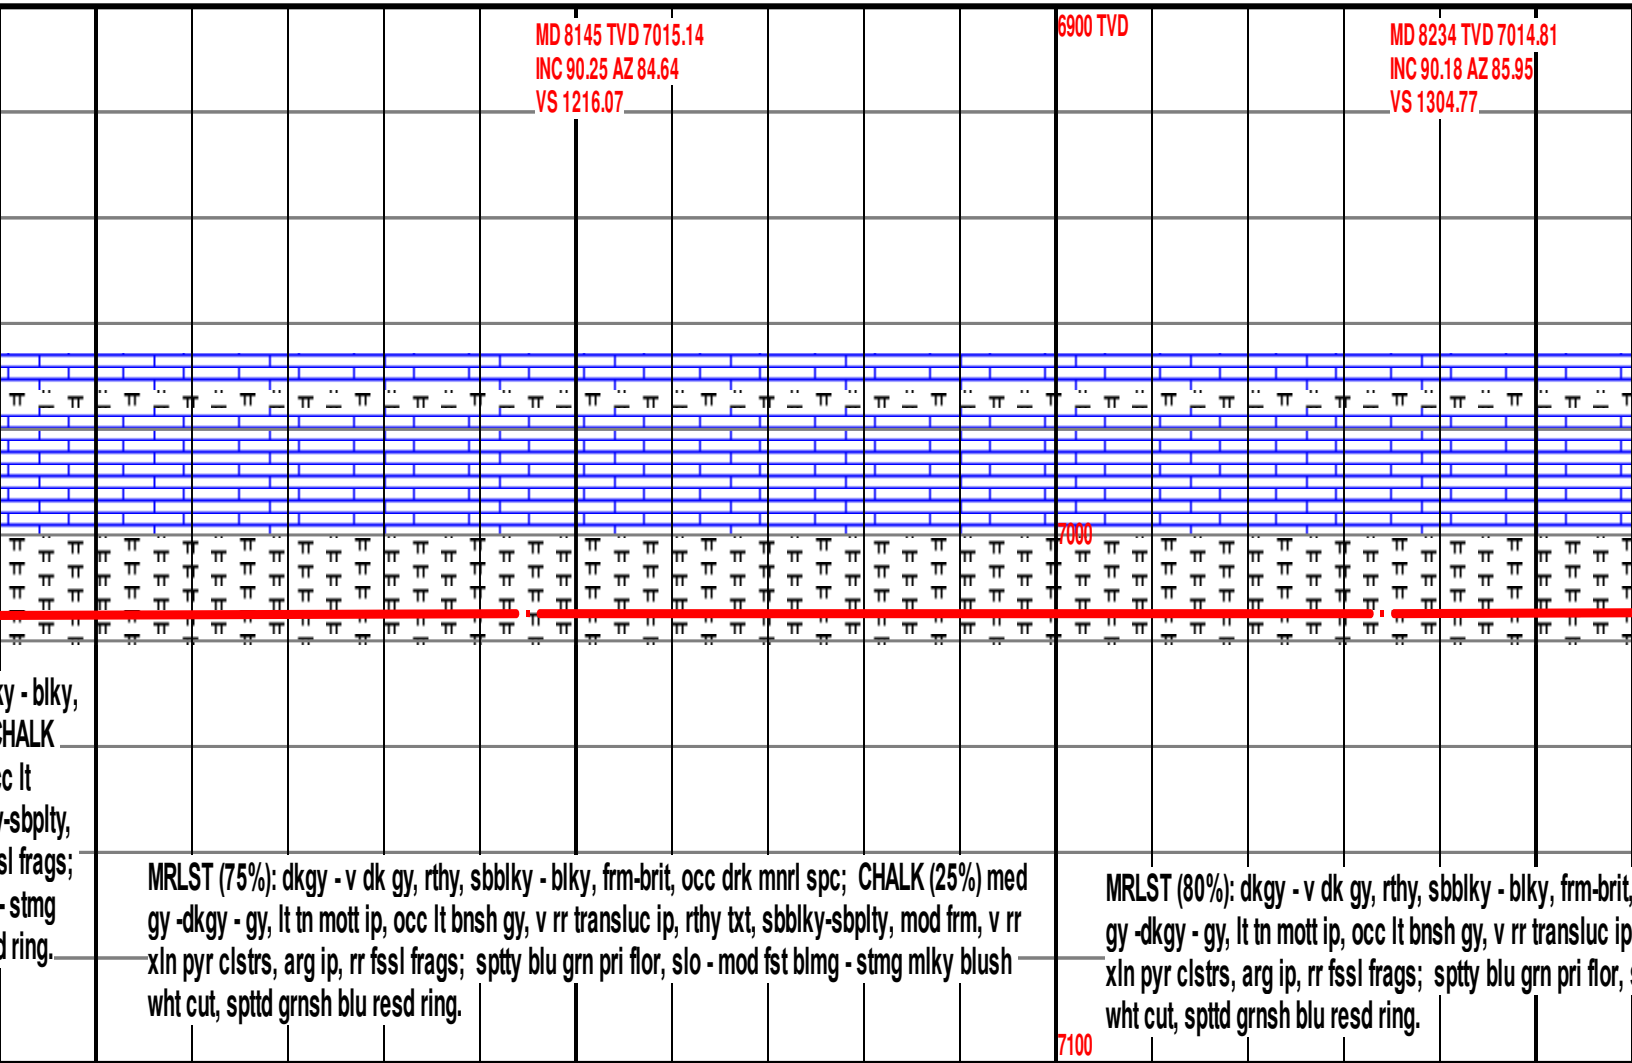 MD 8145 TVD 7015.14
INC 90.25 AZ 84.64
VS 1216.07
6900 TVD
MD 8234 TVD 7014.81
INC 90.18 AZ 85.95
VS 1304.77
7000
ky - blky,
CHALK
cc lt
y-sbplty,
sl frags;
- stmg
d ring.
MRLST (75%): dkgy - v dk gy, rthy, sbblky - blky, frm-brit, occ drk mnrl spc; CHALK (25%) med
gy -dkgy - gy, lt tn mott ip, occ lt bnsh gy, v rr transluc ip, rthy txt, sbblky-sbplty, mod frm, v rr
xln pyr clstrs, arg ip, rr fssl frags; sptty blu grn pri flor, slo - mod fst blmg - stmg mlky blush
wht cut, spttd grnsh blu resd ring.
MRLST (80%): dkgy - v dk gy, rthy, sbblky - blky, frm-brit,
gy -dkgy - gy, lt tn mott ip, occ lt bnsh gy, v rr transluc ip
xln pyr clstrs, arg ip, rr fssl frags; sptty blu grn pri flor,
wht cut, spttd grnsh blu resd ring.
7100